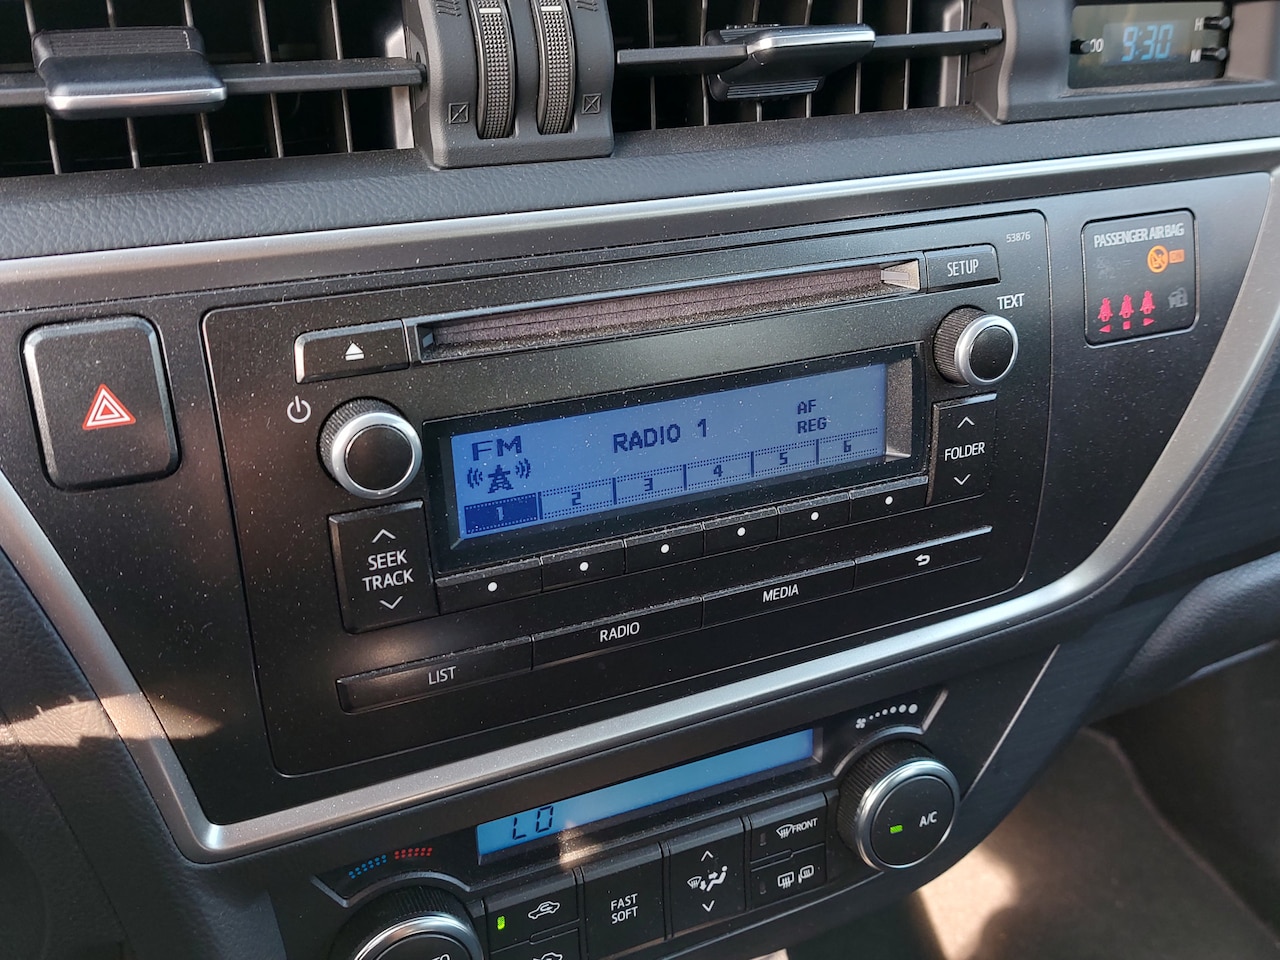 :00
9:30
H
M
PASSENGER AIR BAG
53876
SETUP
TEXT
FM
RADIO 1
AF
REG
1 2 3 4 5 6
FOLDER
SEEK
TRACK
LIST
RADIO
MEDIA
LO
FAST
SOFT
FRONT
A/C